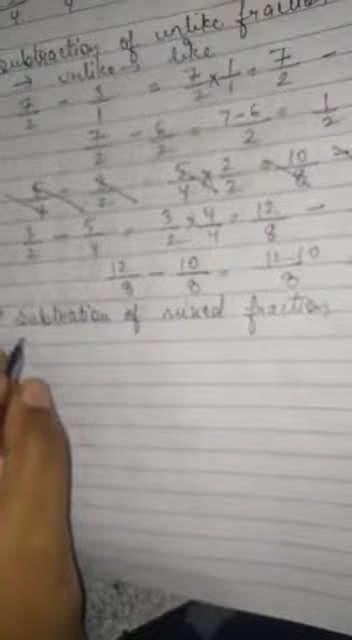 Subtraction of unlike fraction
→ unlike → like
7/2 - 3/1 = 7/2 × 1/1 = 7/2 -
7/2 - 6/2 = 7-6/2 = 1/2
5/4 × 2/2 = 10/8
3/2 - 5/4 = 3/2 × 4/4 = 12/8 -
12/8 - 10/8 = 12-10/8
Subtraction of mixed fraction